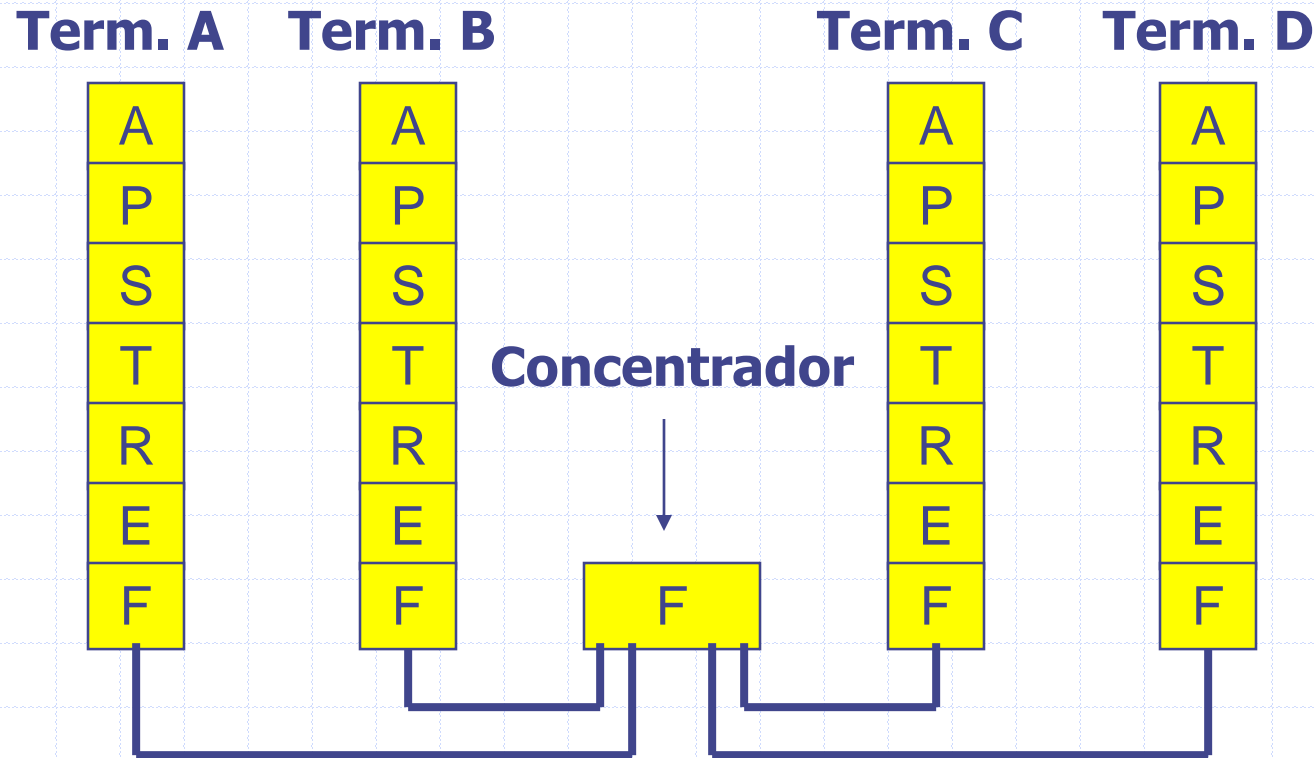 Term. A Term. B Term. C Term. D
A A A A
P P P P
S S S S
T T Concentrador T T
R R R R
E E E E
F F F F F